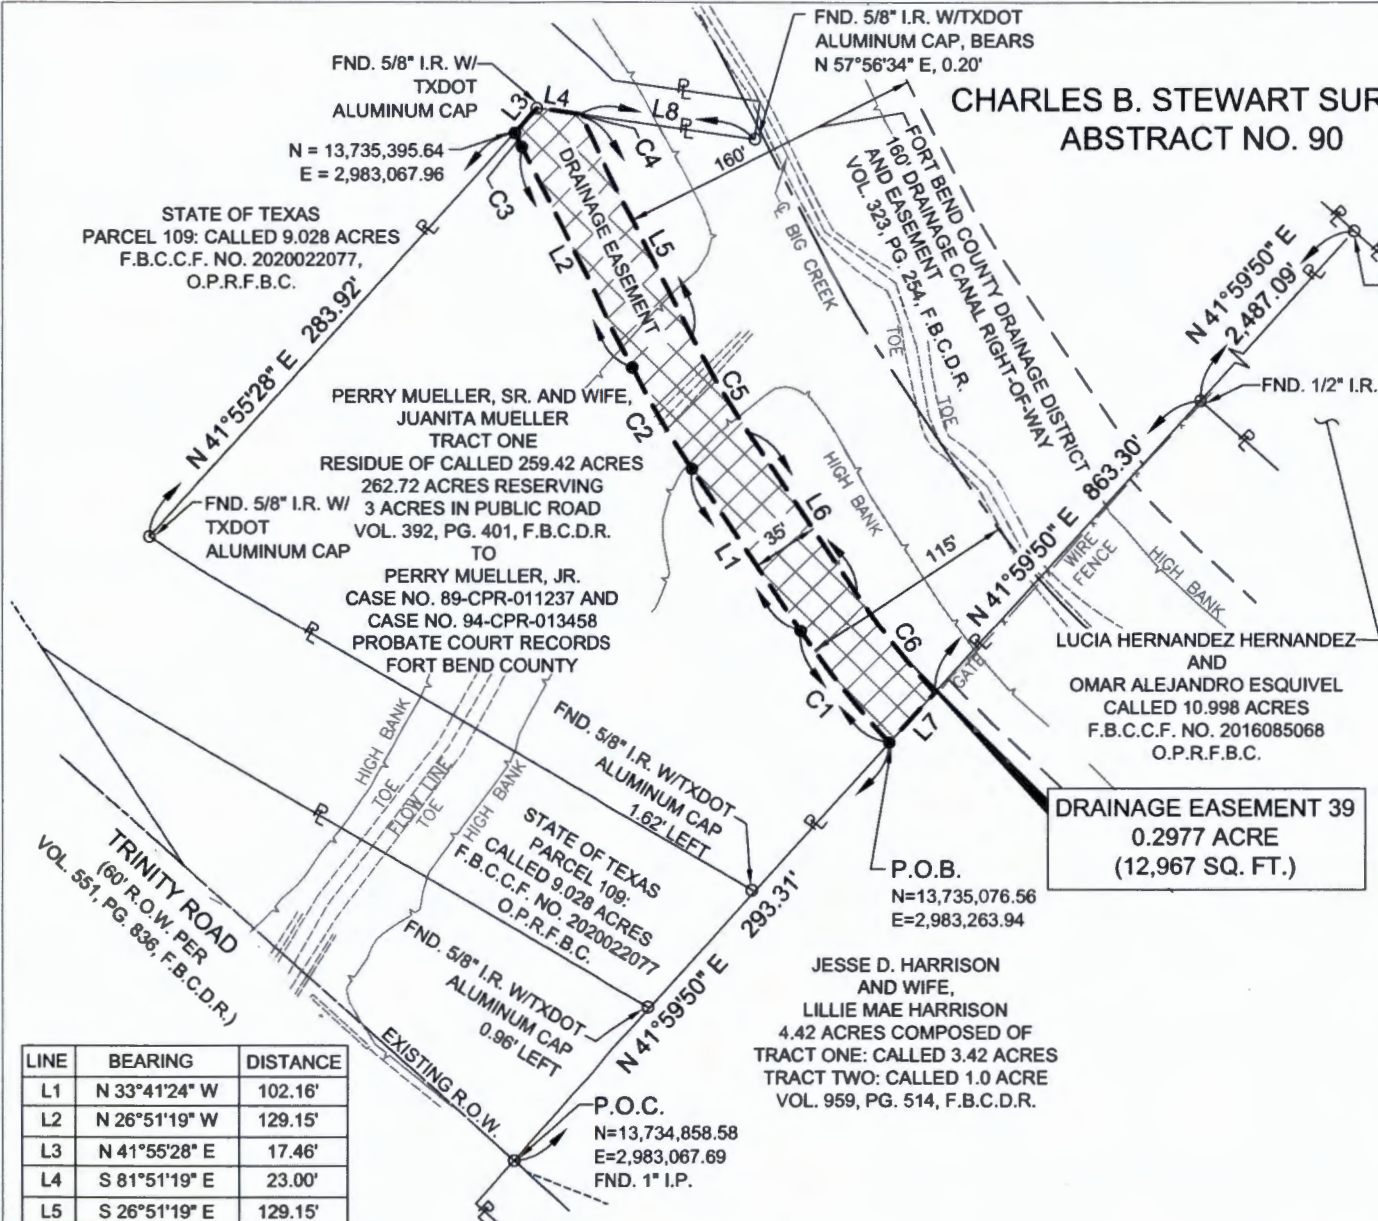 FND. 5/8" I.R. W/TXDOT
ALUMINUM CAP, BEARS
N 57°56'34" E, 0.20'
FND. 5/8" I.R. W/
TXDOT
ALUMINUM CAP
CHARLES B. STEWART SUR
ABSTRACT NO. 90
L3
L4
L8
C4
160'
N = 13,735,395.64
E = 2,983,067.96
C3
DRAINAGE EASEMENT
L2
L5
STATE OF TEXAS
PARCEL 109: CALLED 9.028 ACRES
F.B.C.C.F. NO. 2020022077,
O.P.R.F.B.C.
FORT BEND COUNTY DRAINAGE DISTRICT
160' DRAINAGE CANAL RIGHT-OF-WAY
AND EASEMENT
VOL. 323, PG. 254, F.B.C.D.R.
℄ BIG CREEK
TOE
TOE
N 41°59'50" E
2,487.09'
N 41°55'28" E 283.92'
FND. 1/2" I.R.
PERRY MUELLER, SR. AND WIFE,
JUANITA MUELLER
TRACT ONE
RESIDUE OF CALLED 259.42 ACRES
262.72 ACRES RESERVING
3 ACRES IN PUBLIC ROAD
VOL. 392, PG. 401, F.B.C.D.R.
TO
PERRY MUELLER, JR.
CASE NO. 89-CPR-011237 AND
CASE NO. 94-CPR-013458
PROBATE COURT RECORDS
FORT BEND COUNTY
C2
C5
HIGH BANK
L6
35'
L1
115'
N 41°59'50" E 863.30'
WIRE
FENCE
HIGH BANK
FND. 5/8" I.R. W/
TXDOT
ALUMINUM CAP
C6
C1
L7
GATE
LUCIA HERNANDEZ HERNANDEZ
AND
OMAR ALEJANDRO ESQUIVEL
CALLED 10.998 ACRES
F.B.C.C.F. NO. 2016085068
O.P.R.F.B.C.
DRAINAGE EASEMENT 39
0.2977 ACRE
(12,967 SQ. FT.)
HIGH BANK
TOE
FLOW LINE
TOE
HIGH BANK
FND. 5/8" I.R. W/TXDOT
ALUMINUM CAP
1.62' LEFT
STATE OF TEXAS
PARCEL 109:
CALLED 9.028 ACRES
F.B.C.C.F. NO. 2020022077
O.P.R.F.B.C.
P.O.B.
N=13,735,076.56
E=2,983,263.94
TRINITY ROAD
(60' R.O.W. PER
VOL. 551, PG. 836, F.B.C.D.R.)
FND. 5/8" I.R. W/TXDOT
ALUMINUM CAP
0.96' LEFT
N 41°59'50" E 293.31'
JESSE D. HARRISON
AND WIFE,
LILLIE MAE HARRISON
4.42 ACRES COMPOSED OF
TRACT ONE: CALLED 3.42 ACRES
TRACT TWO: CALLED 1.0 ACRE
VOL. 959, PG. 514, F.B.C.D.R.
EXISTING R.O.W.
P.O.C.
N=13,734,858.58
E=2,983,067.69
FND. 1" I.P.
LINE BEARING DISTANCE
L1 N 33°41'24" W 102.16'
L2 N 26°51'19" W 129.15'
L3 N 41°55'28" E 17.46'
L4 S 81°51'19" E 23.00'
L5 S 26°51'19" E 129.15'